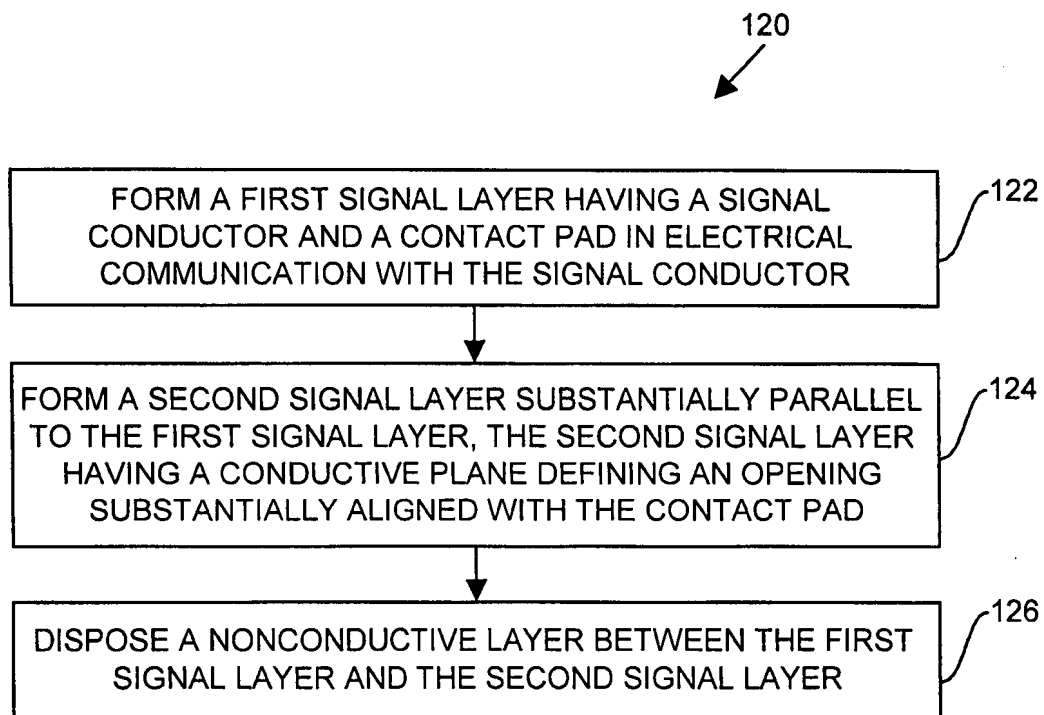 120
FORM A FIRST SIGNAL LAYER HAVING A SIGNAL
CONDUCTOR AND A CONTACT PAD IN ELECTRICAL
COMMUNICATION WITH THE SIGNAL CONDUCTOR
122
FORM A SECOND SIGNAL LAYER SUBSTANTIALLY PARALLEL
TO THE FIRST SIGNAL LAYER, THE SECOND SIGNAL LAYER
HAVING A CONDUCTIVE PLANE DEFINING AN OPENING
SUBSTANTIALLY ALIGNED WITH THE CONTACT PAD
124
DISPOSE A NONCONDUCTIVE LAYER BETWEEN THE FIRST
SIGNAL LAYER AND THE SECOND SIGNAL LAYER
126